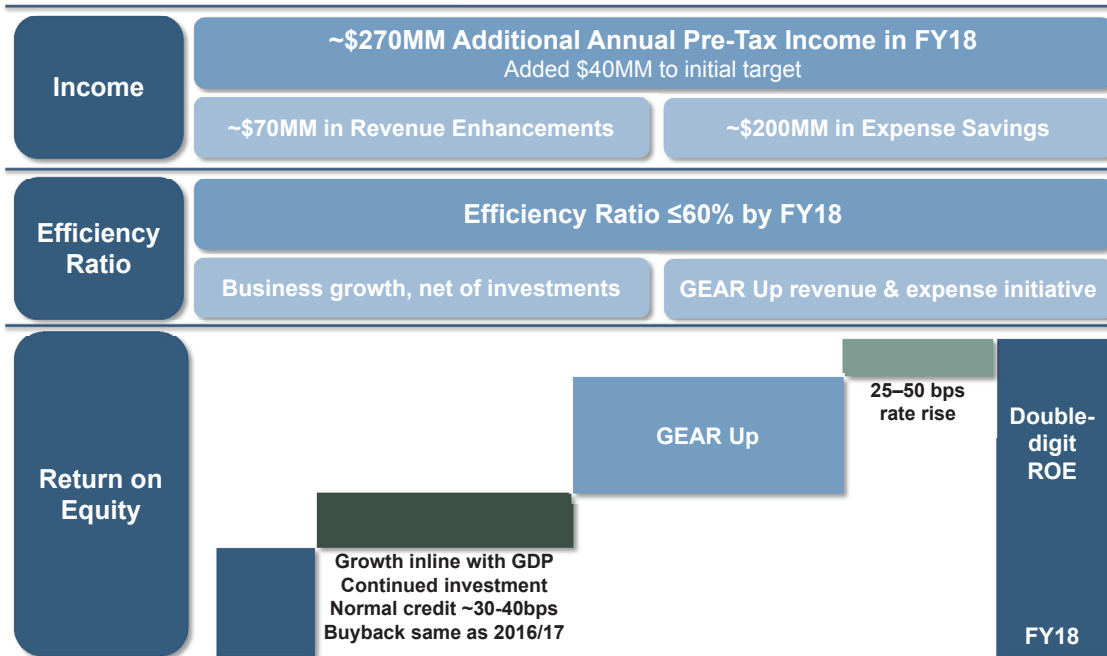 Income
~$270MM Additional Annual Pre-Tax Income in FY18
Added $40MM to initial target
~$70MM in Revenue Enhancements
~$200MM in Expense Savings
Efficiency
Ratio
Efficiency Ratio ≤60% by FY18
Business growth, net of investments
GEAR Up revenue & expense initiative
Return on
Equity
Growth inline with GDP
Continued investment
Normal credit ~30-40bps
Buyback same as 2016/17
GEAR Up
25–50 bps
rate rise
Double-
digit
ROE
FY18